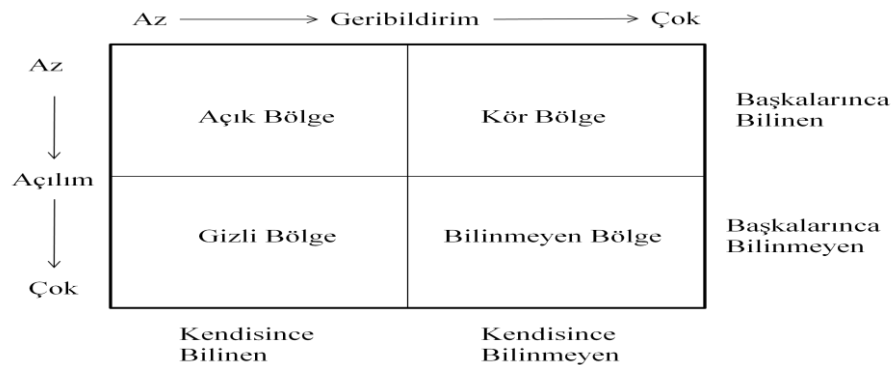 Az Geribildirim Çok
Az
Açık Bölge Kör Bölge Başkalarınca
Bilinen
Açılım
Gizli Bölge Bilinmeyen Bölge Başkalarınca
Bilinmeyen
Çok
Kendisince Kendisince
Bilinen Bilinmeyen